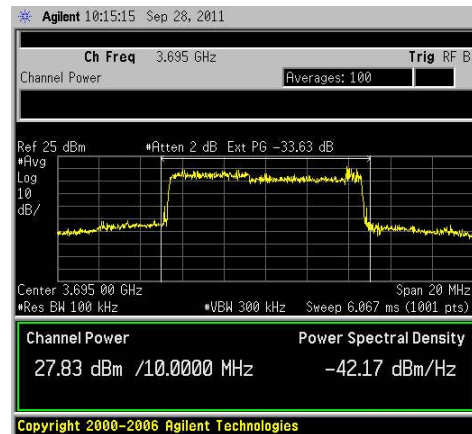 Agilent 10:15:15 Sep 28, 2011
Ch Freq 3.695 GHz Trig RF B
Channel Power Averages: 100
Ref 25 dBm #Atten 2 dB Ext PG -33.63 dB
#Avg
Log
10
dB/
Center 3.695 00 GHz Span 20 MHz
#Res BW 100 kHz #VBW 300 kHz Sweep 6.067 ms (1001 pts)
Channel Power Power Spectral Density
27.83 dBm /10.0000 MHz -42.17 dBm/Hz
Copyright 2000-2006 Agilent Technologies